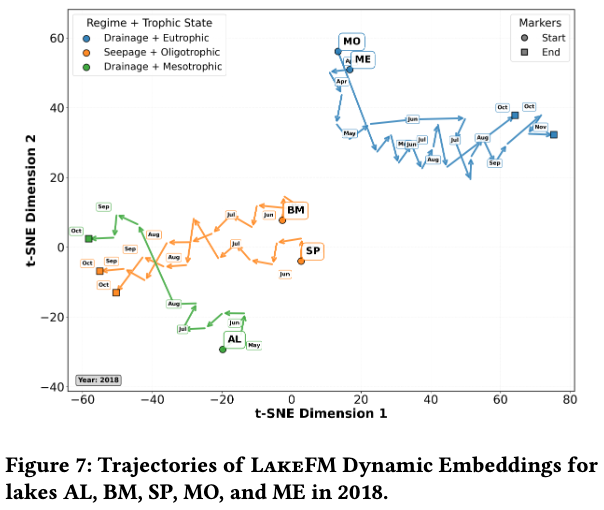 Regime + Trophic State
Drainage + Eutrophic
Seepage + Oligotrophic
Drainage + Mesotrophic
Markers
Start
End
t-SNE Dimension 2
60
40
20
0
−20
−40
MO
ME
Apr
May
Jun
Jun
Jul
Aug
Jul
Aug
Sep
Oct
Oct
Nov
BM
Jun
Jul
Aug
Sep
Oct
SP
Jun
Jul
Aug
Sep
Oct
AL
May
Jun
Jul
Aug
Sep
Oct
Year: 2018
−60
−40
−20
0
20
40
60
80
t-SNE Dimension 1
Figure 7: Trajectories of LakeFM Dynamic Embeddings for
lakes AL, BM, SP, MO, and ME in 2018.